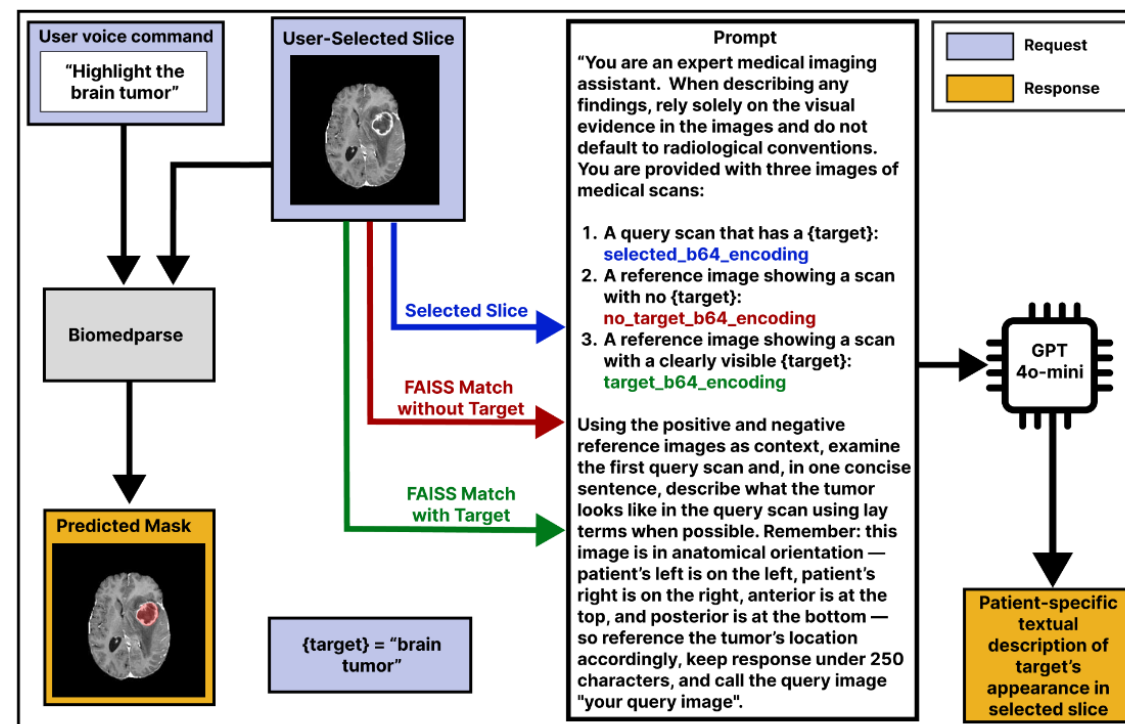 User voice command
“Highlight the
brain tumor”
User-Selected Slice
Biomedparse
Predicted Mask
Selected Slice
FAISS Match
without Target
FAISS Match
with Target
{target} = “brain
tumor”
Prompt
“You are an expert medical imaging
assistant.  When describing any
findings, rely solely on the visual
evidence in the images and do not
default to radiological conventions.
You are provided with three images of
medical scans:
1. A query scan that has a {target}:
selected_b64_encoding
2. A reference image showing a scan
with no {target}:
no_target_b64_encoding
3. A reference image showing a scan
with a clearly visible {target}:
target_b64_encoding
Using the positive and negative
reference images as context, examine
the first query scan and, in one concise
sentence, describe what the tumor
looks like in the query scan using lay
terms when possible. Remember: this
image is in anatomical orientation —
patient’s left is on the left, patient’s
right is on the right, anterior is at the
top, and posterior is at the bottom —
so reference the tumor’s location
accordingly, keep response under 250
characters, and call the query image
"your query image".
Request
Response
GPT
4o-mini
Patient-specific
textual
description of
target’s
appearance in
selected slice